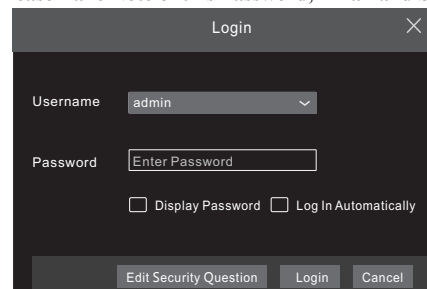 Login
Username admin
Password Enter Password
Display Password Log In Automatically
Edit Security Question Login Cancel